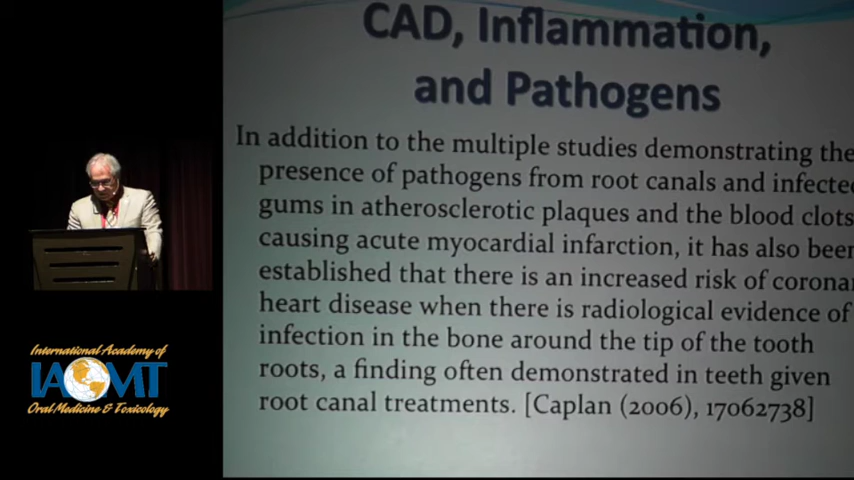 CAD, Inflammation,
and Pathogens
In addition to the multiple studies demonstrating the
presence of pathogens from root canals and infecte
gums in atherosclerotic plaques and the blood clots
causing acute myocardial infarction, it has also been
established that there is an increased risk of corona
heart disease when there is radiological evidence of
infection in the bone around the tip of the tooth
roots, a finding often demonstrated in teeth given
root canal treatments. [Caplan (2006), 17062738]
International Academy of
IAOMT
Oral Medicine & Toxicology